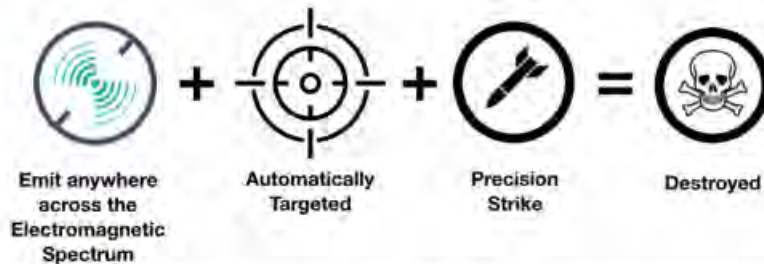 Emit anywhere
across the
Electromagnetic
Spectrum
Automatically
Targeted
Precision
Strike
Destroyed